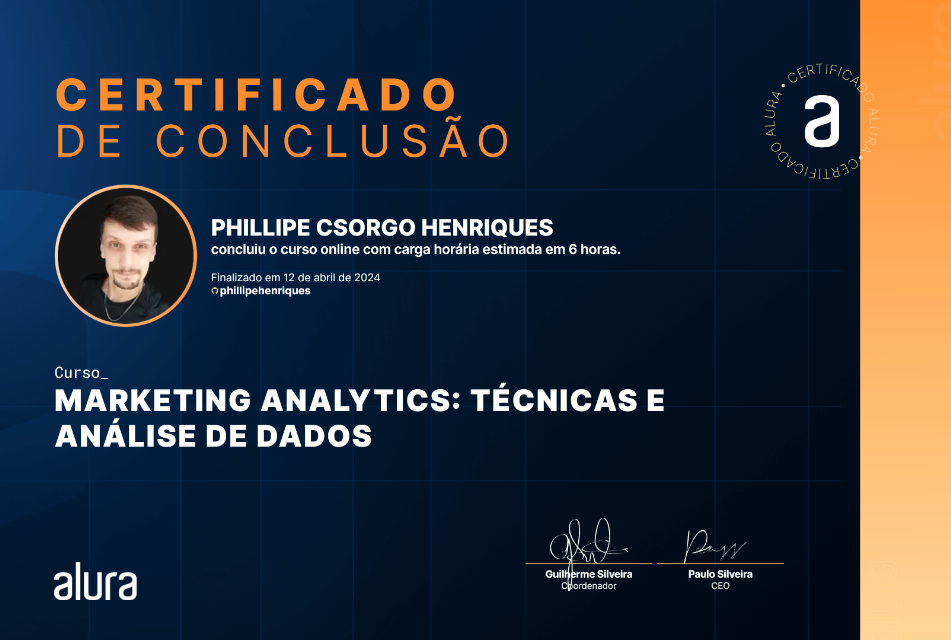 CERTIFICADO
DE CONCLUSÃO
CERTIFICADO ALURA • CERTIFICADO ALURA •
a
PHILLIPE CSORGO HENRIQUES
concluiu o curso online com carga horária estimada em 6 horas.
Finalizado em 12 de abril de 2024
phillipehenriques
Curso_
MARKETING ANALYTICS: TÉCNICAS E
ANÁLISE DE DADOS
Guilherme Silveira
Coordenador
Paulo Silveira
CEO
alura